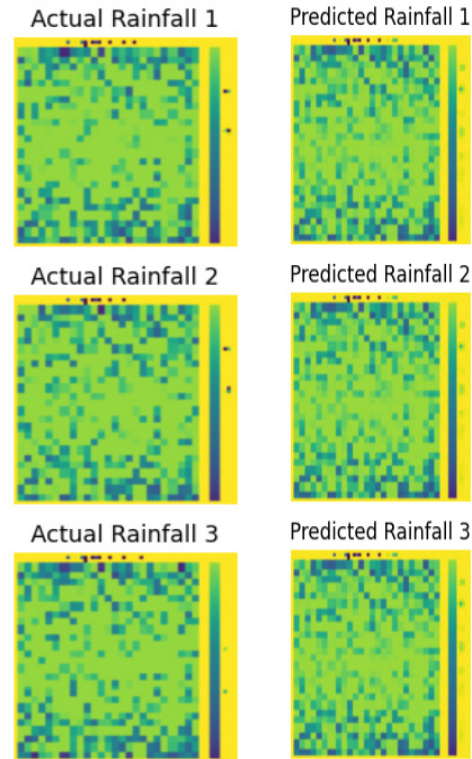 Actual Rainfall 1
Predicted Rainfall 1
Actual Rainfall 2
Predicted Rainfall 2
Actual Rainfall 3
Predicted Rainfall 3